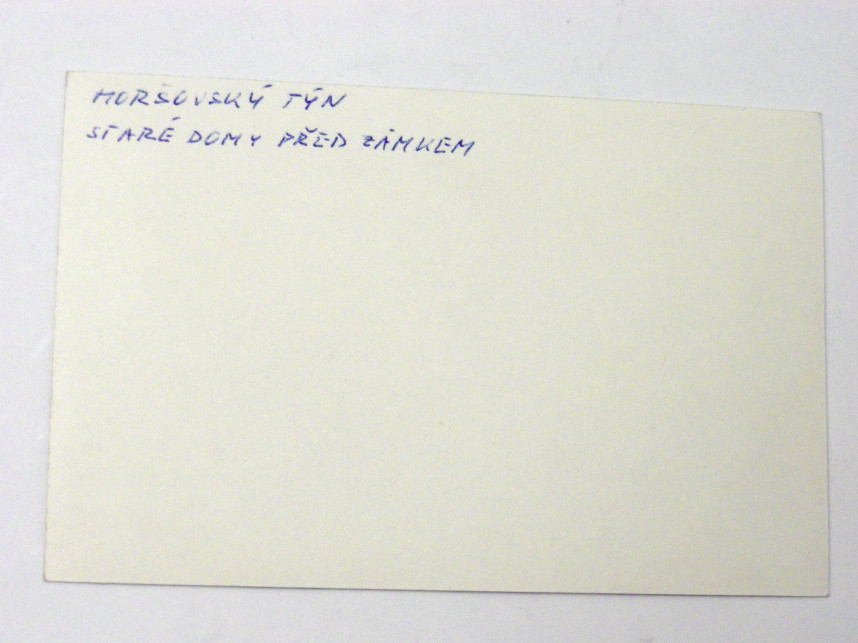 HORŠOVSKÝ TÝN
STARÉ DOMY PŘED ZÁMKEM